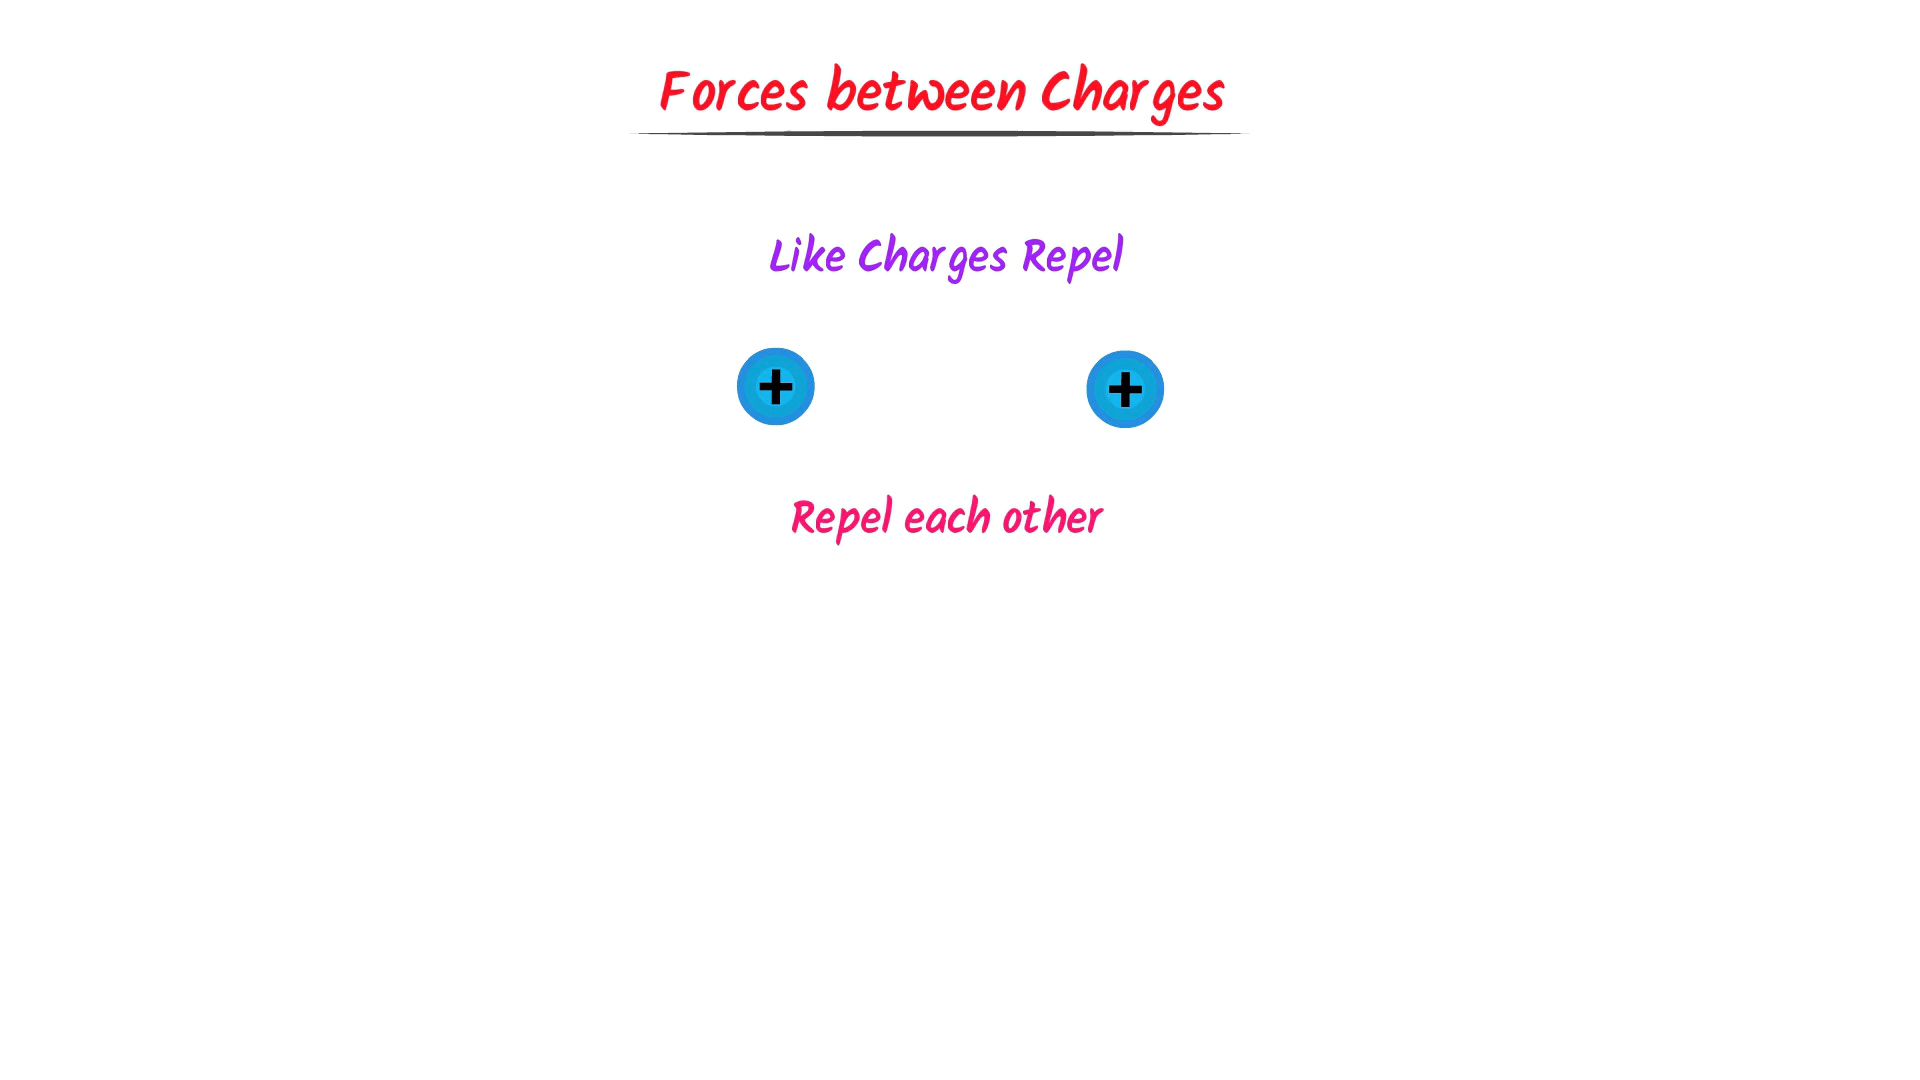 Forces between Charges
Like Charges Repel
+ +
Repel each other